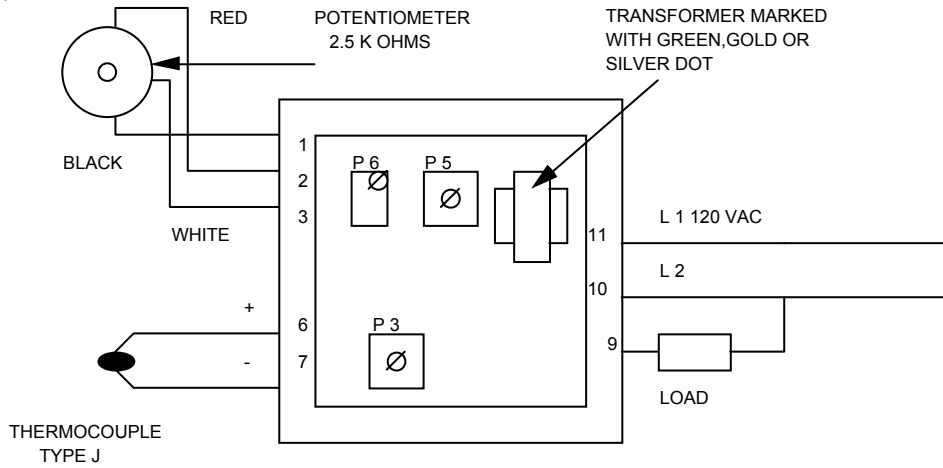 RED
POTENTIOMETER
2.5 K OHMS
TRANSFORMER MARKED
WITH GREEN,GOLD OR
SILVER DOT
BLACK
WHITE
1
2
3
P 6
P 5
11
L 1 120 VAC
10
L 2
+
6
-
7
P 3
9
LOAD
THERMOCOUPLE
TYPE J